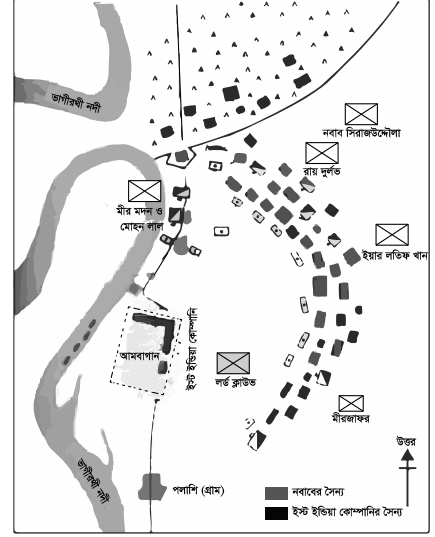 ভাগীরথী নদী
নবাব সিরাজউদ্দৌলা
রায় দুর্লভ
মীর মদন ও
মোহন লাল
ইয়ার লতিফ খান
আমবাগান
ইস্ট ইন্ডিয়া কোম্পানি
লর্ড ক্লাউভ
মীরজাফর
উত্তর
ভাগীরথী নদী
পলাশি (গ্রাম)
নবাবের সৈন্য
ইস্ট ইন্ডিয়া কোম্পানির সৈন্য